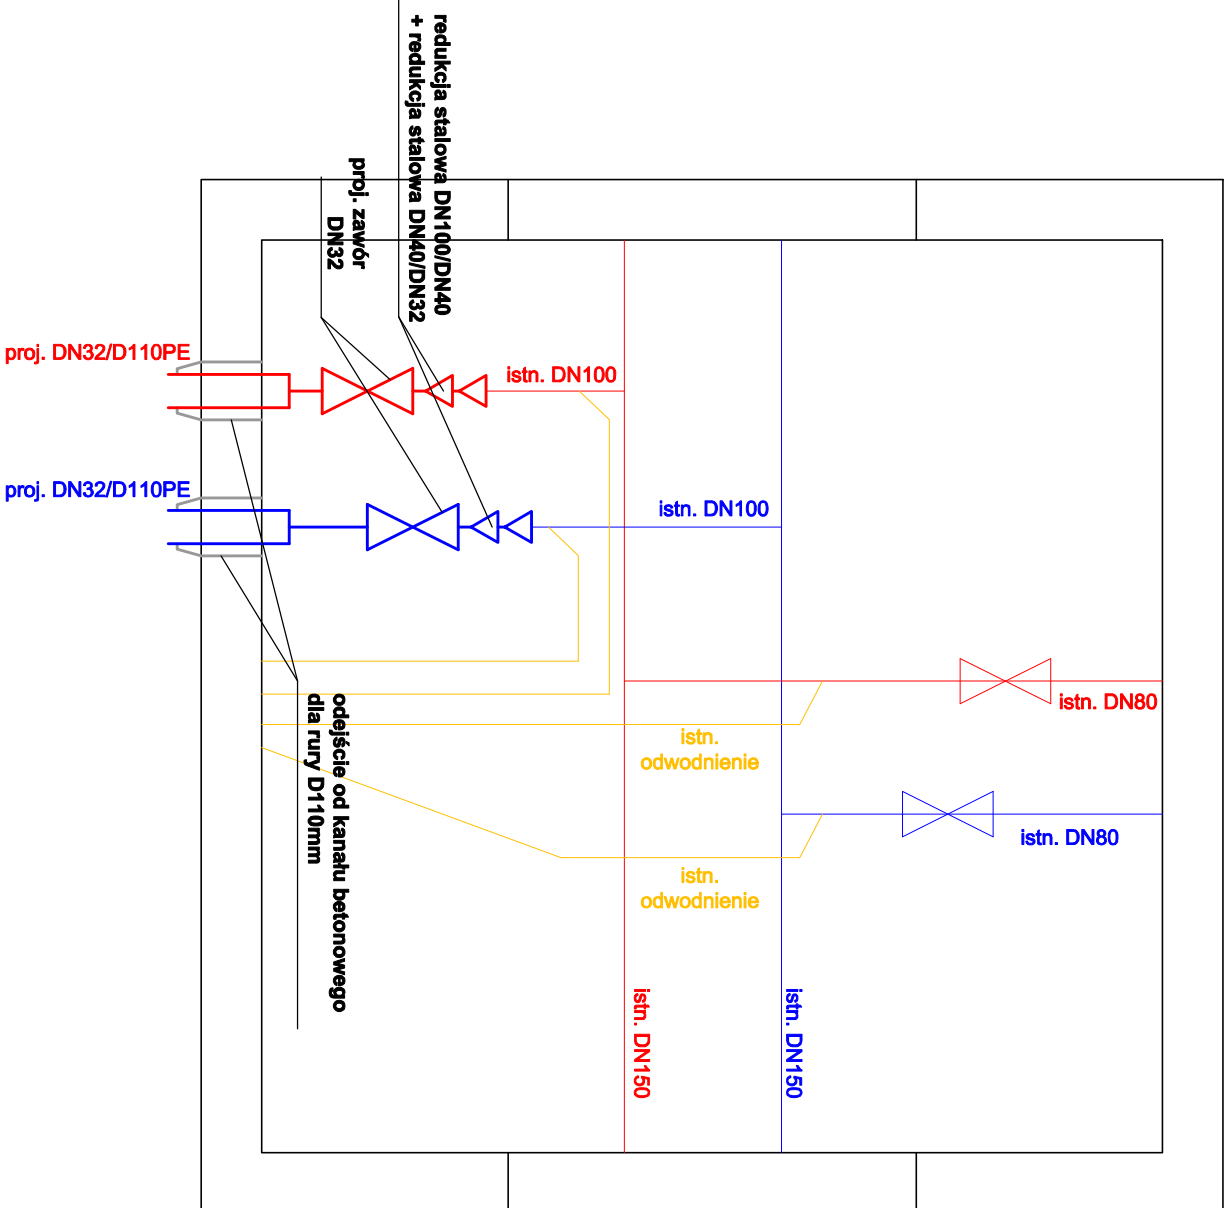 redukcja stalowa DN100/DN40
+ redukcja stalowa DN40/DN32
proj. zawór
DN32
proj. DN32/D110PE
istn. DN100
proj. DN32/D110PE
istn. DN100
istn. DN80
istn.
odwodnienie
istn. DN80
istn.
odwodnienie
odejście od kanału betonowego
dla rury D110mm
istn. DN150
istn. DN150